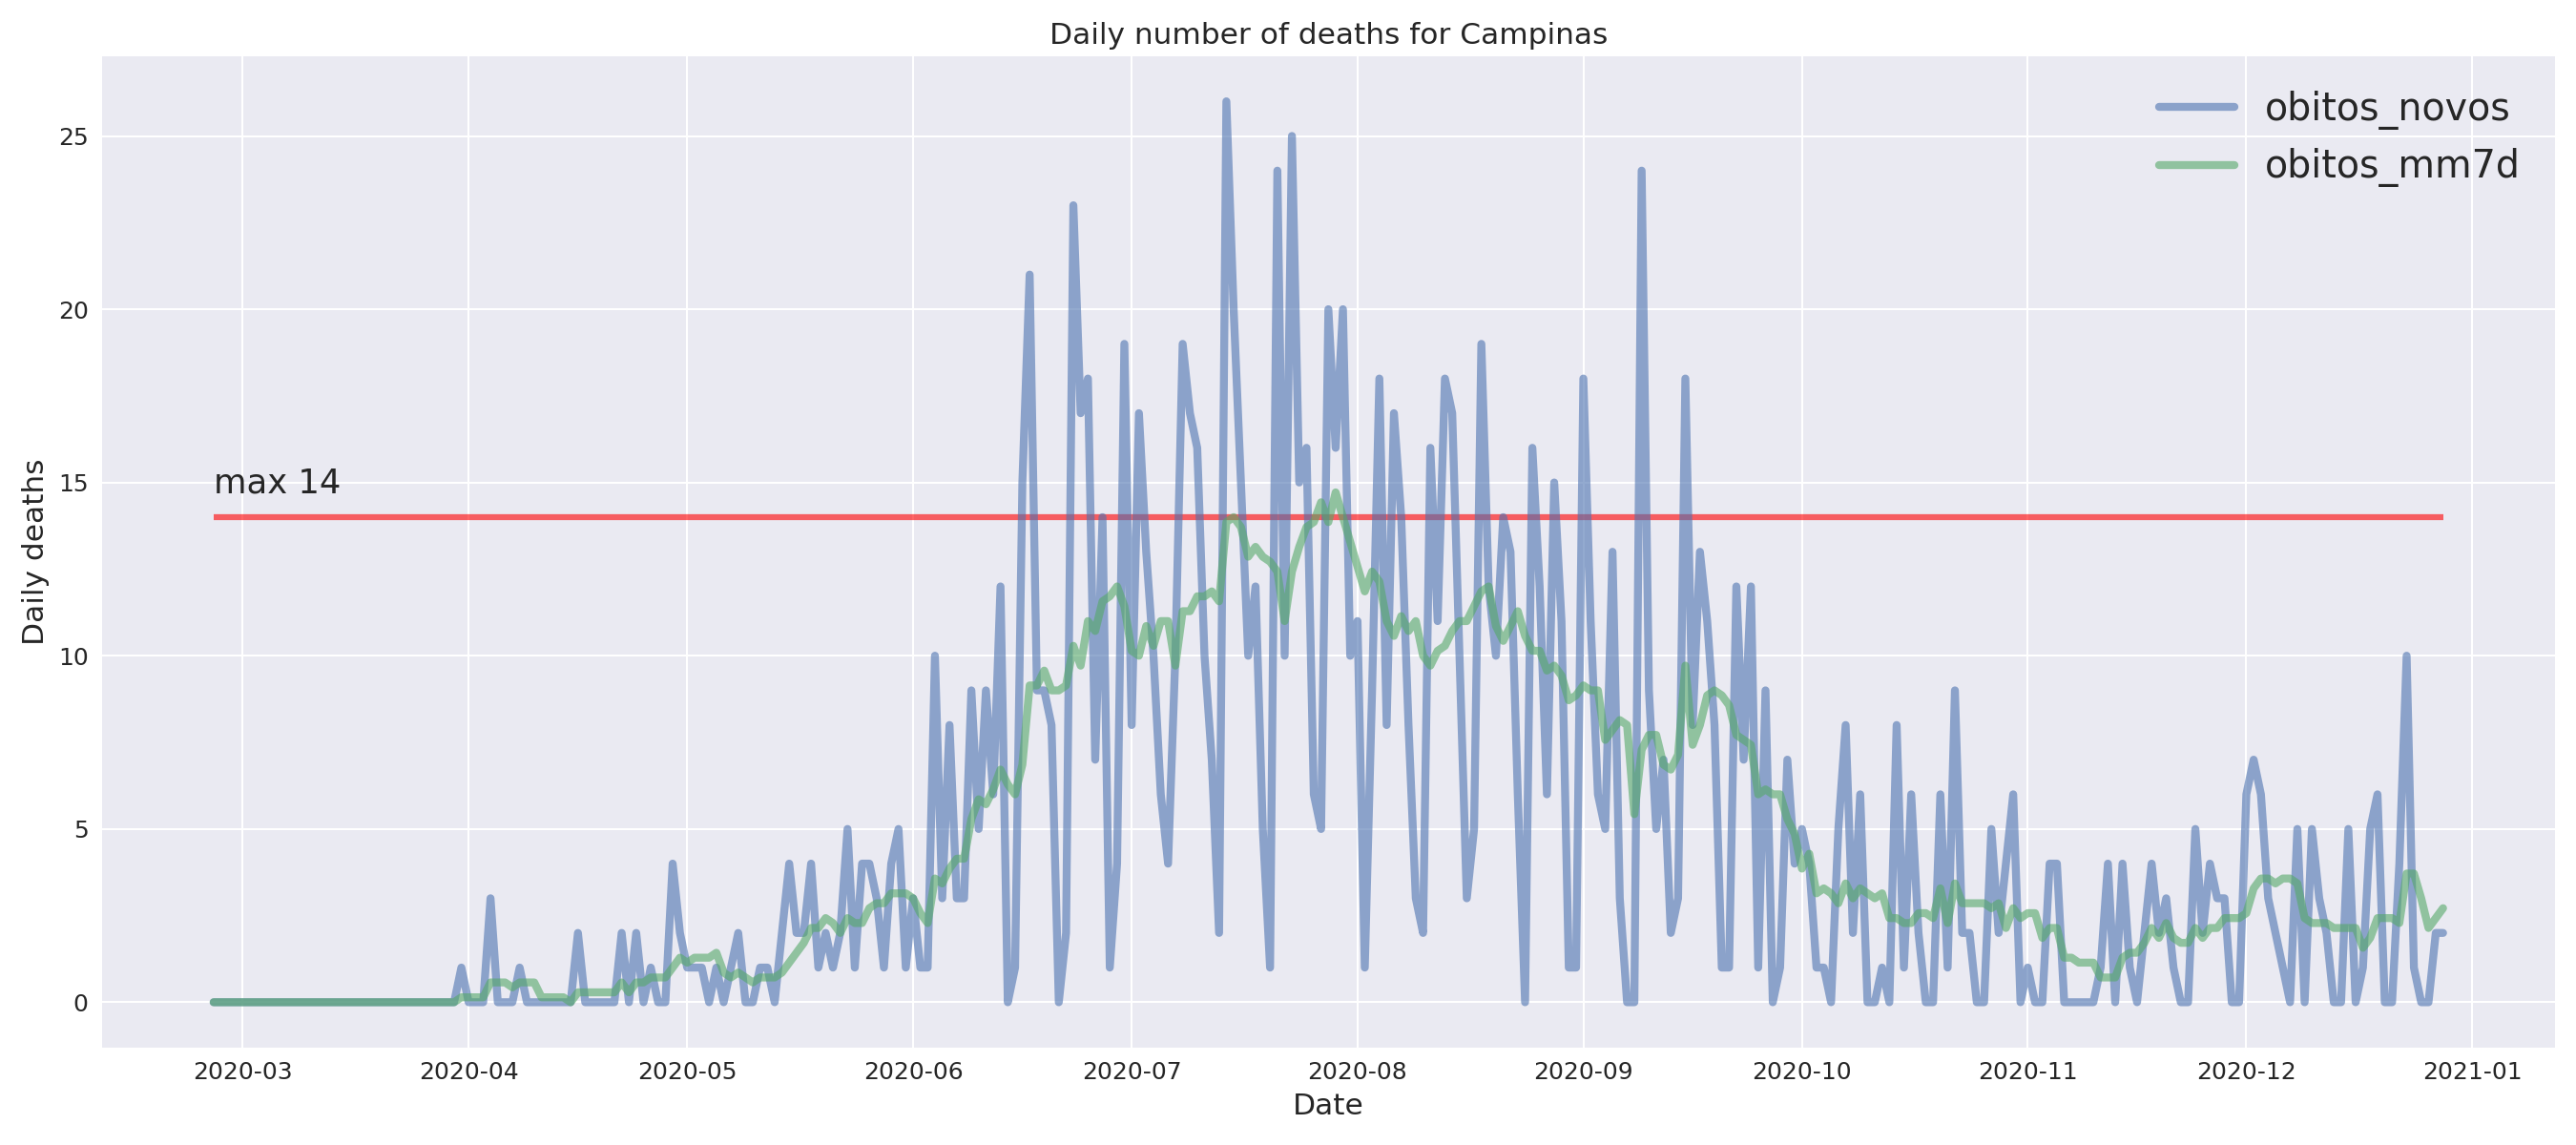 Daily number of deaths for Campinas
obitos_novos
obitos_mm7d
25
20
15
10
5
0
Daily deaths
max 14
2020-03 2020-04 2020-05 2020-06 2020-07 2020-08 2020-09 2020-10 2020-11 2020-12 2021-01
Date